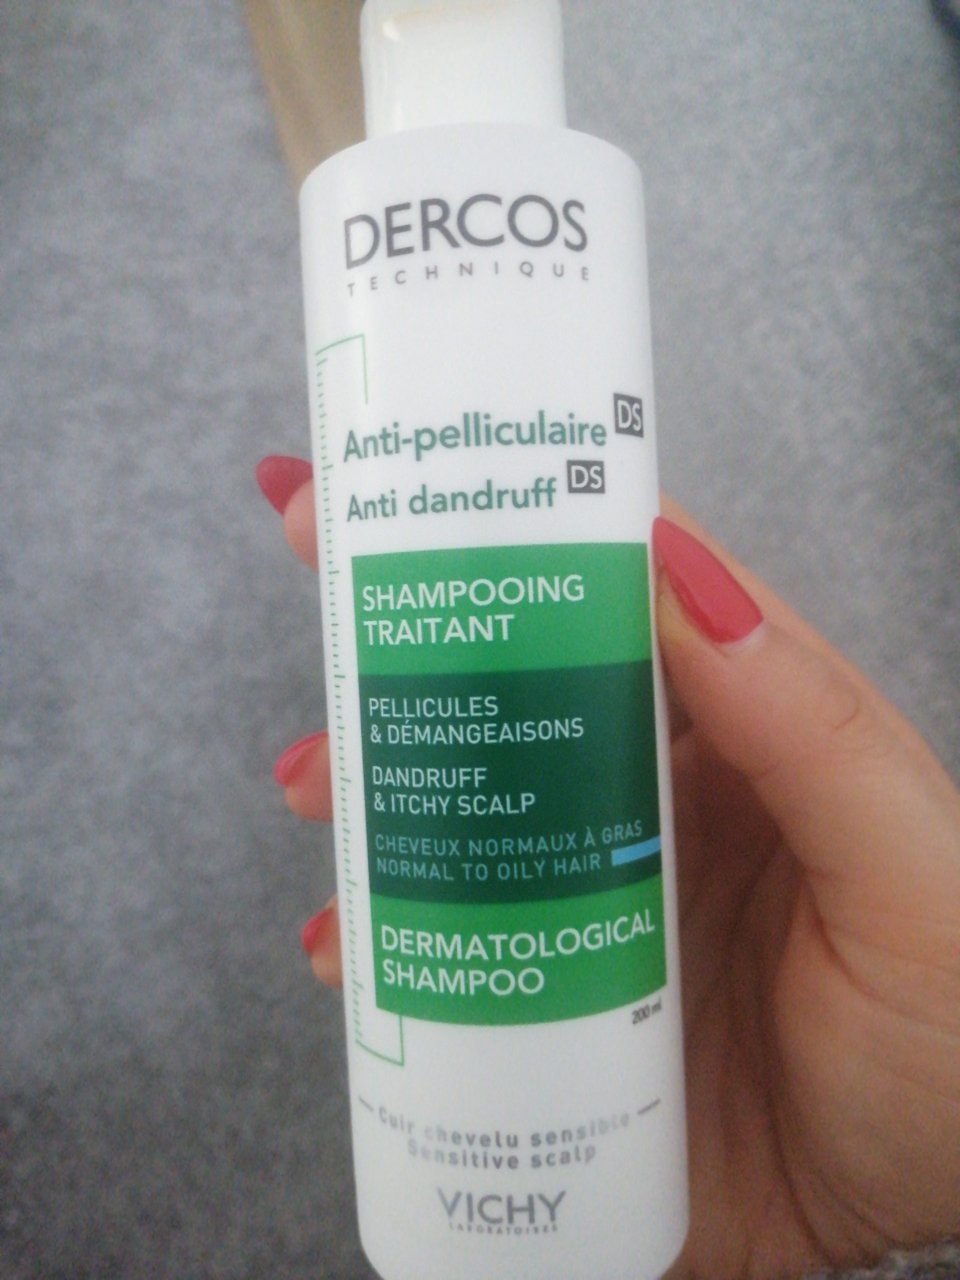 DERCOS
TECHNIQUE
Anti-pelliculaire DS
Anti dandruff DS
SHAMPOOING
TRAITANT
PELLICULES
& DÉMANGEAISONS
DANDRUFF
& ITCHY SCALP
CHEVEUX NORMAUX À GRAS
NORMAL TO OILY HAIR
DERMATOLOGICAL
SHAMPOO
200 ml
Cuir chevelu sensible
Sensitive scalp
VICHY
LABORATOIRES